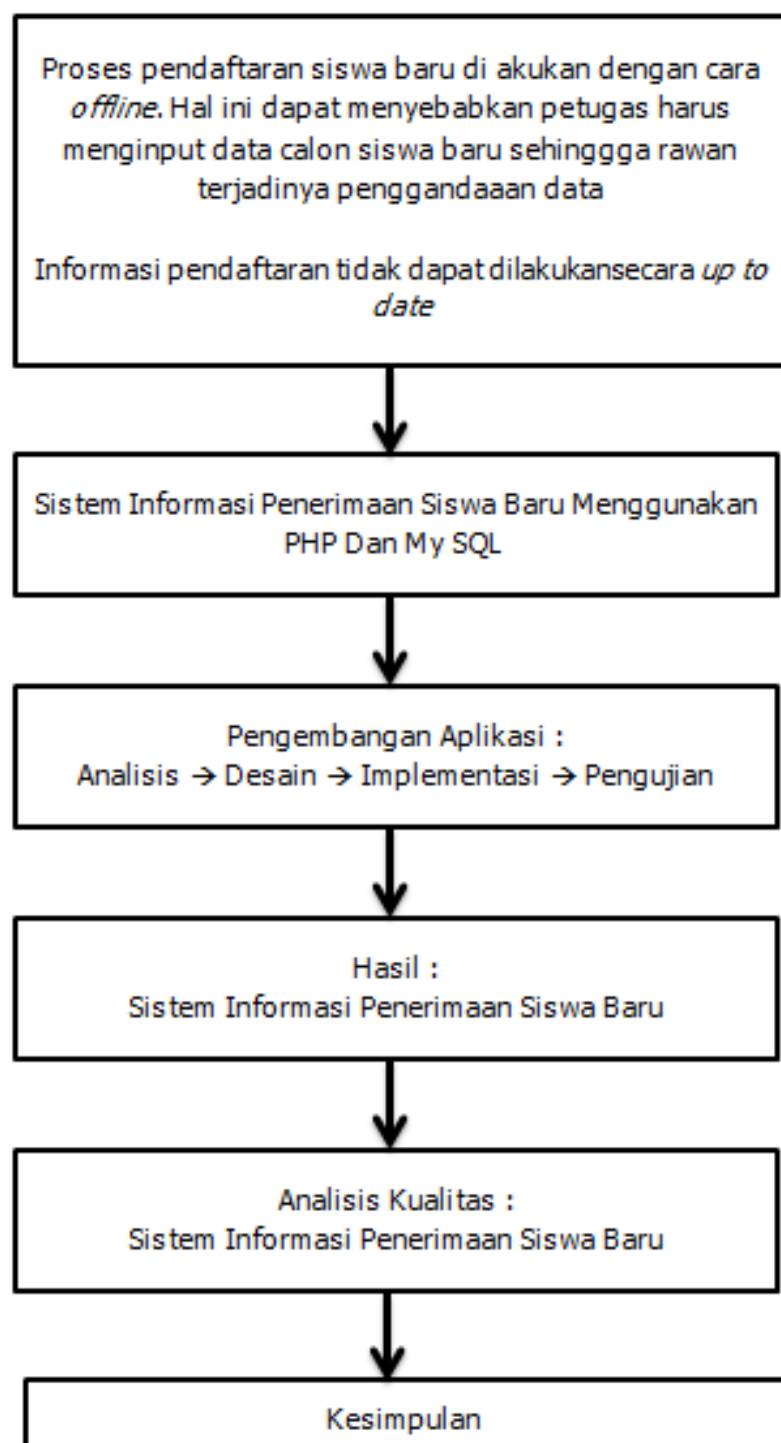 Proses pendaftaran siswa baru di akukan dengan cara
offline. Hal ini dapat menyebabkan petugas harus
menginput data calon siswa baru sehinggga rawan
terjadinya penggandaaan data
Informasi pendaftaran tidak dapat dilakukansecara up to
date
Sistem Informasi Penerimaan Siswa Baru Menggunakan
PHP Dan My SQL
Pengembangan Aplikasi :
Analisis → Desain → Implementasi → Pengujian
Hasil :
Sistem Informasi Penerimaan Siswa Baru
Analisis Kualitas :
Sistem Informasi Penerimaan Siswa Baru
Kesimpulan